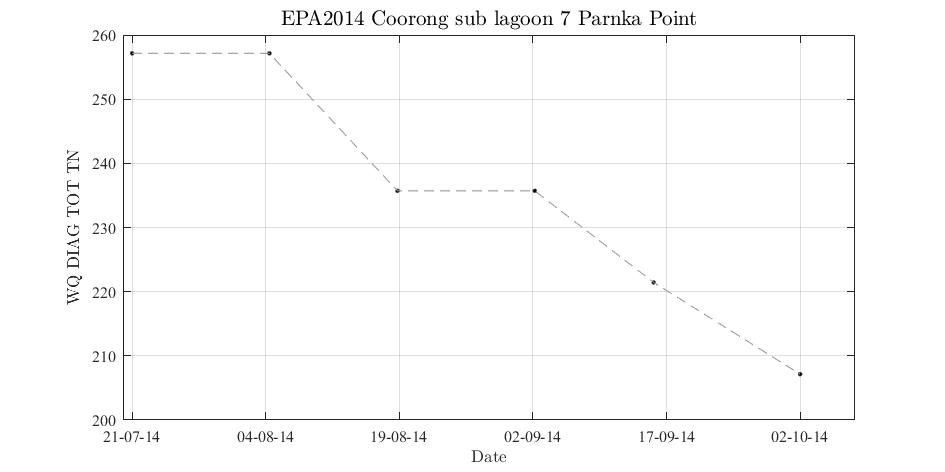 EPA2014 Coorong sub lagoon 7 Parnka Point
260
250
240
230
220
210
200
WQ DIAG TOT TN
21-07-14 04-08-14 19-08-14 02-09-14 17-09-14 02-10-14
Date